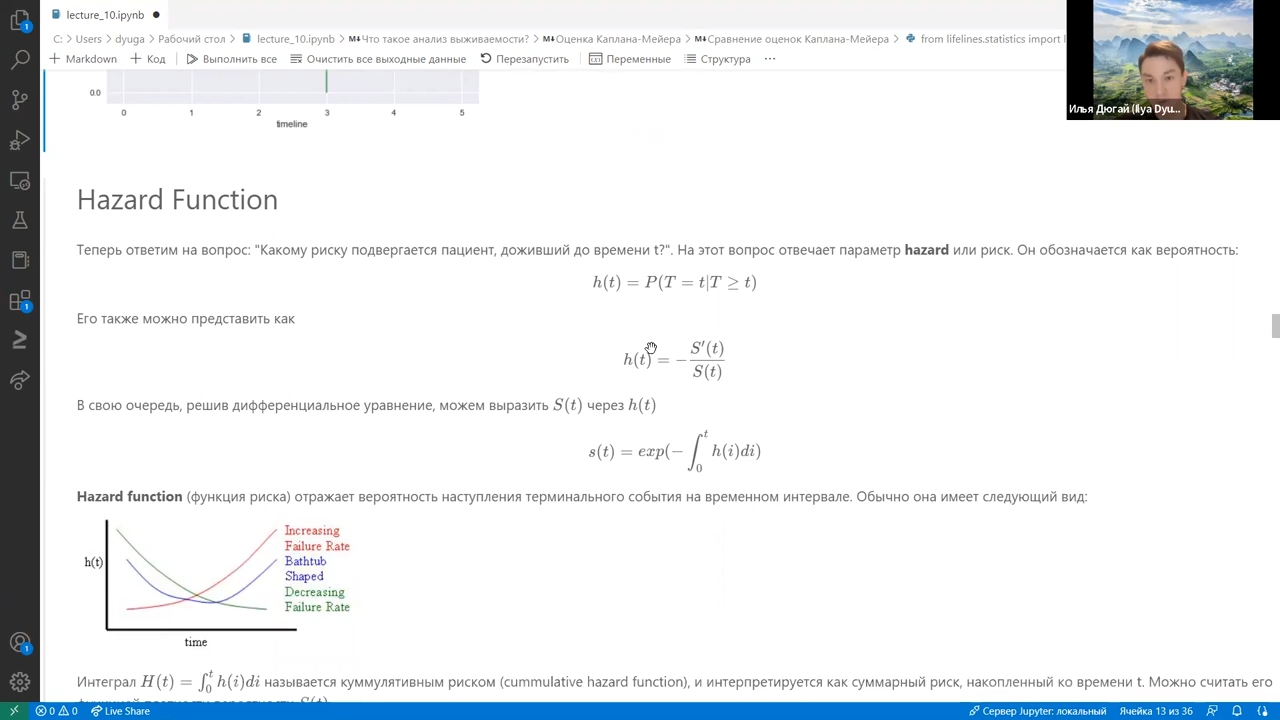 lecture_10.ipynb
C: > Users > dyuga > Рабочий стол > lecture_10.ipynb > Что такое анализ выживаемости? > Оценка Каплана-Мейера > Сравнение оценок Каплана-Мейера > from lifelines.statistics import l
+ Markdown + Код Выполнить все Очистить все выходные данные Перезапустить Переменные Структура ...
Илья Дюгай (Ilya Dyu...
0.0
0 1 2 3 4 5
timeline
Hazard Function
Теперь ответим на вопрос: "Какому риску подвергается пациент, доживший до времени t?". На этот вопрос отвечает параметр hazard или риск. Он обозначается как вероятность:
h(t) = P(T = t|T ≥ t)
Его также можно представить как
h(t) = − S′(t) / S(t)
В свою очередь, решив дифференциальное уравнение, можем выразить S(t) через h(t)
s(t) = exp(− ∫₀ᵗ h(i)di)
Hazard function (функция риска) отражает вероятность наступления терминального события на временном интервале. Обычно она имеет следующий вид:
h(t)
Increasing
Failure Rate
Bathtub
Shaped
Decreasing
Failure Rate
time
Интеграл H(t) = ∫₀ᵗ h(i)di называется куммулятивным риском (cummulative hazard function), и интерпретируется как суммарный риск, накопленный ко времени t. Можно считать его
0 0 Live Share
Сервер Jupyter: локальный Ячейка 13 из 36